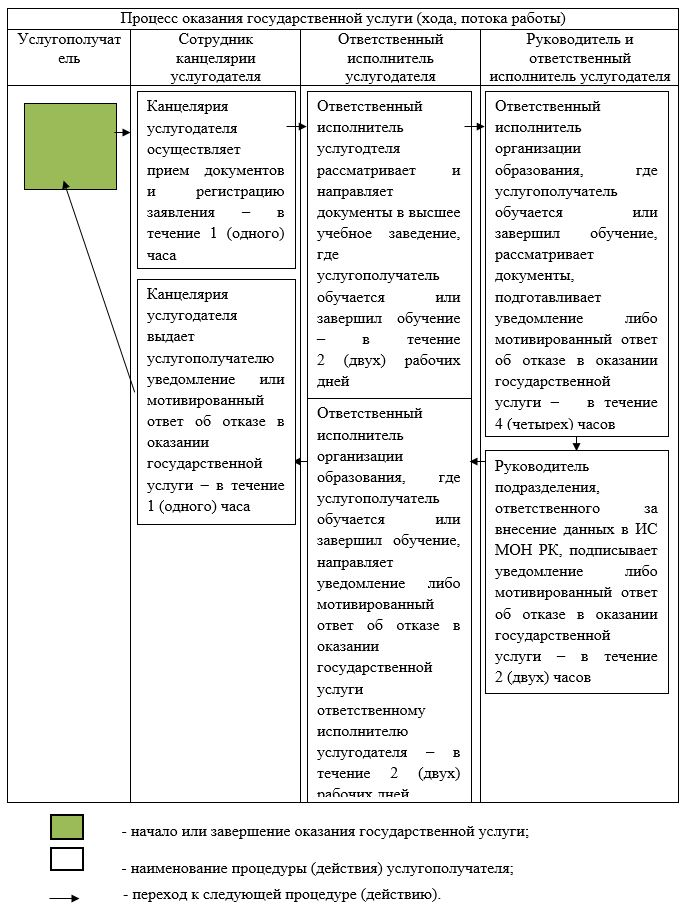 Процесс оказания государственной услуги (хода, потока работы)
Услугополучат
ель
Сотрудник
канцелярии
услугодателя
Ответственный
исполнитель
услугодателя
Руководитель и
ответственный
исполнитель услугодателя
Канцелярия
услугодателя
осуществляет
прием документов
и регистрацию
заявления – в
течение 1 (одного)
часа
Ответственный
исполнитель
услугодтеля
рассматривает и
направляет
документы в высшее
учебное заведение,
где
услугополучатель
обучается или
завершил обучение
– в течение
2 (двух) рабочих
дней
Ответственный
исполнитель
организации
образования, где
услугополучатель
обучается или
завершил обучение,
рассматривает
документы,
подготавливает
уведомление либо
мотивированный ответ
об отказе в оказании
государственной
услуги – в течение
4 (четырех) часов
Руководитель
подразделения,
ответственного за
внесение данных в ИС
МОН РК, подписывает
уведомление либо
мотивированный ответ
об отказе в оказании
государственной
услуги – в течение
2 (двух) часов
Ответственный
исполнитель
организации
образования, где
услугополучатель
обучается или
завершил обучение,
направляет
уведомление либо
мотивированный
ответ об отказе в
оказании
государственной
услуги
ответственному
исполнителю
услугодателя – в
течение 2 (двух)
рабочих дней
Канцелярия
услугодателя
выдает
услугополучателю
уведомление или
мотивированный
ответ об отказе в
оказании
государственной
услуги – в течение
1 (одного) часа
- начало или завершение оказания государственной услуги;
- наименование процедуры (действия) услугополучателя;
- переход к следующей процедуре (действию).